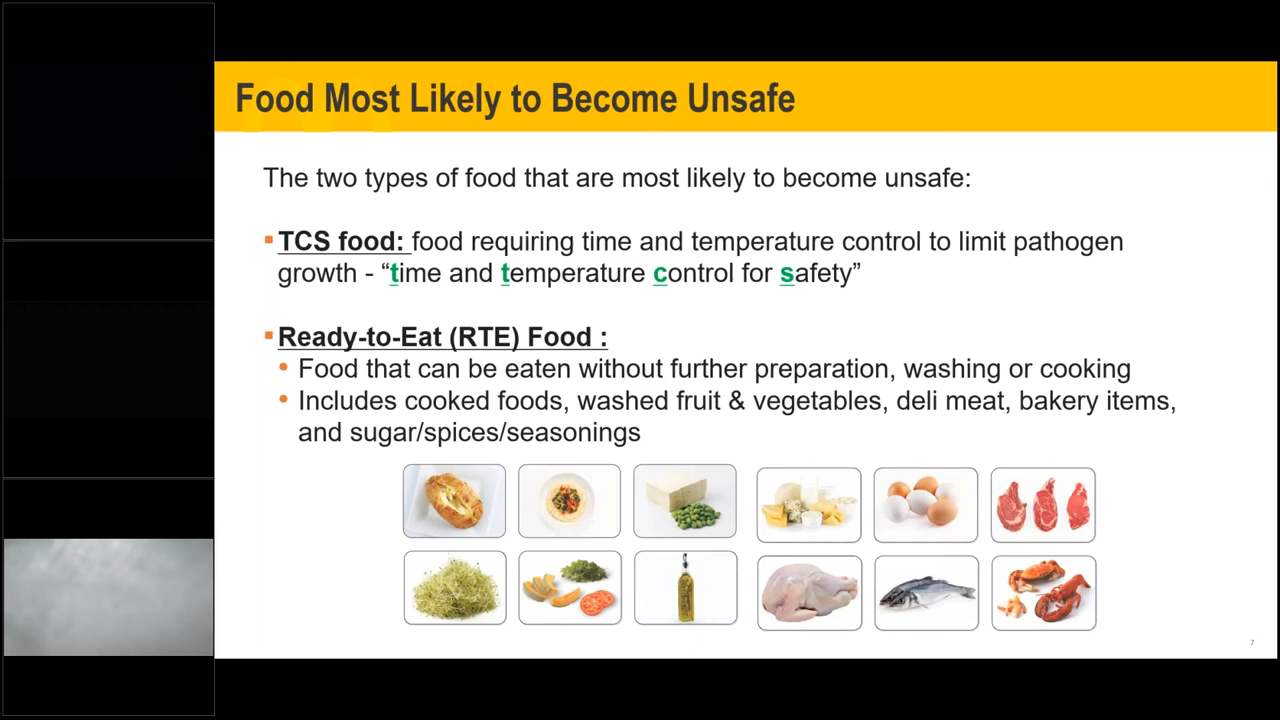 Food Most Likely to Become Unsafe
The two types of food that are most likely to become unsafe:
TCS food: food requiring time and temperature control to limit pathogen
growth - “time and temperature control for safety”
Ready-to-Eat (RTE) Food :
Food that can be eaten without further preparation, washing or cooking
Includes cooked foods, washed fruit & vegetables, deli meat, bakery items,
and sugar/spices/seasonings
7